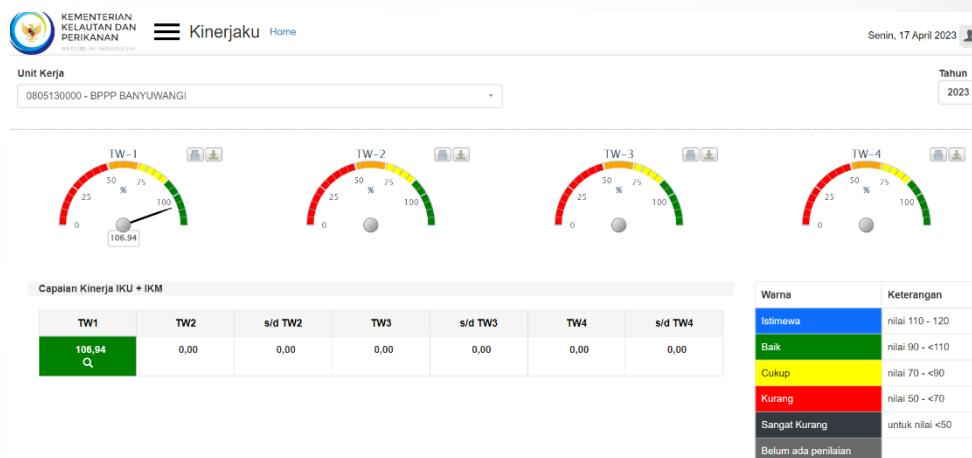 KEMENTERIAN
KELAUTAN DAN
PERIKANAN
REPUBLIK INDONESIA
Kinerjaku Home
Senin, 17 April 2023
Unit Kerja
Tahun
0805130000 - BPPP BANYUWANGI
2023
TW-1
0
25
50
75
100
%
106.94
TW-2
0
25
50
75
100
%
TW-3
0
25
50
75
100
%
TW-4
0
25
50
75
100
%
Capaian Kinerja IKU + IKM
TW1 TW2 s/d TW2 TW3 s/d TW3 TW4 s/d TW4
106,94 0,00 0,00 0,00 0,00 0,00 0,00
Warna Keterangan
Istimewa nilai 110 - 120
Baik nilai 90 - <110
Cukup nilai 70 - <90
Kurang nilai 50 - <70
Sangat Kurang untuk nilai <50
Belum ada penilaian